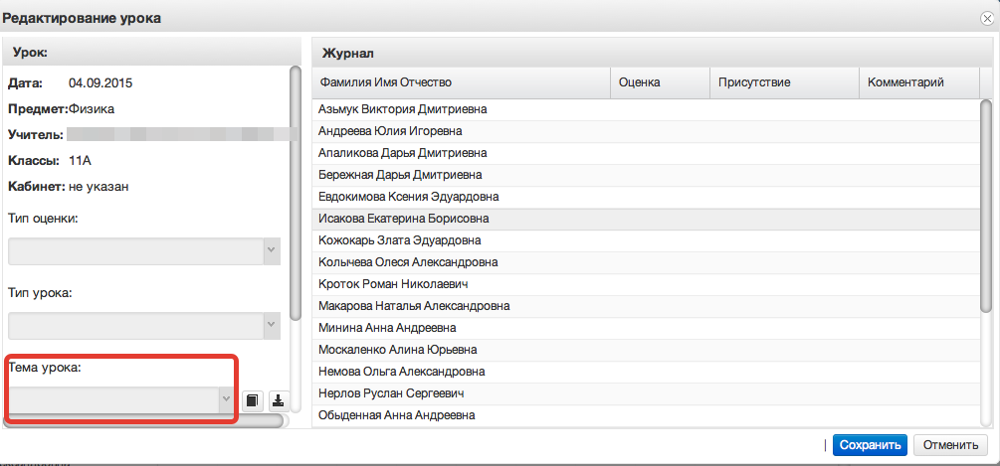 Редактирование урока
Урок:
Дата: 04.09.2015
Предмет: Физика
Учитель:
Классы: 11А
Кабинет: не указан
Тип оценки:
Тип урока:
Тема урока:
Журнал
Фамилия Имя Отчество Оценка Присутствие Комментарий
Азьмук Виктория Дмитриевна
Андреева Юлия Игоревна
Апаликова Дарья Дмитриевна
Бережная Дарья Дмитриевна
Евдокимова Ксения Эдуардовна
Исакова Екатерина Борисовна
Кожокарь Злата Эдуардовна
Колычева Олеся Александровна
Кроток Роман Николаевич
Макарова Наталья Александровна
Минина Анна Андреевна
Москаленко Алина Юрьевна
Немова Ольга Александровна
Нерлов Руслан Сергеевич
Обыденная Анна Андреевна
Сохранить Отменить